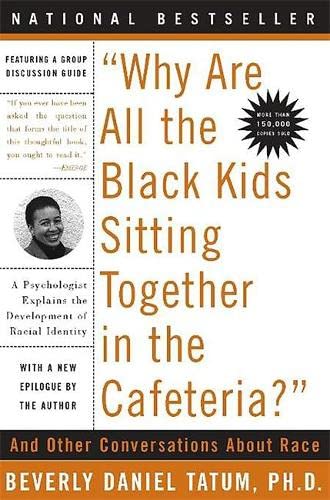 NATIONAL BESTSELLER
FEATURING A GROUP
DISCUSSION GUIDE
"If you ever have been
asked the question
that forms the title of
this thoughtful book,
you ought to read it."
—EMERGE
A Psychologist
Explains the
Development of
Racial Identity
WITH A NEW
EPILOGUE BY
THE AUTHOR
"Why Are
All the
Black Kids
Sitting
Together
in the
Cafeteria?"
MORE THAN
150,000
COPIES SOLD
And Other Conversations About Race
BEVERLY DANIEL TATUM, PH.D.